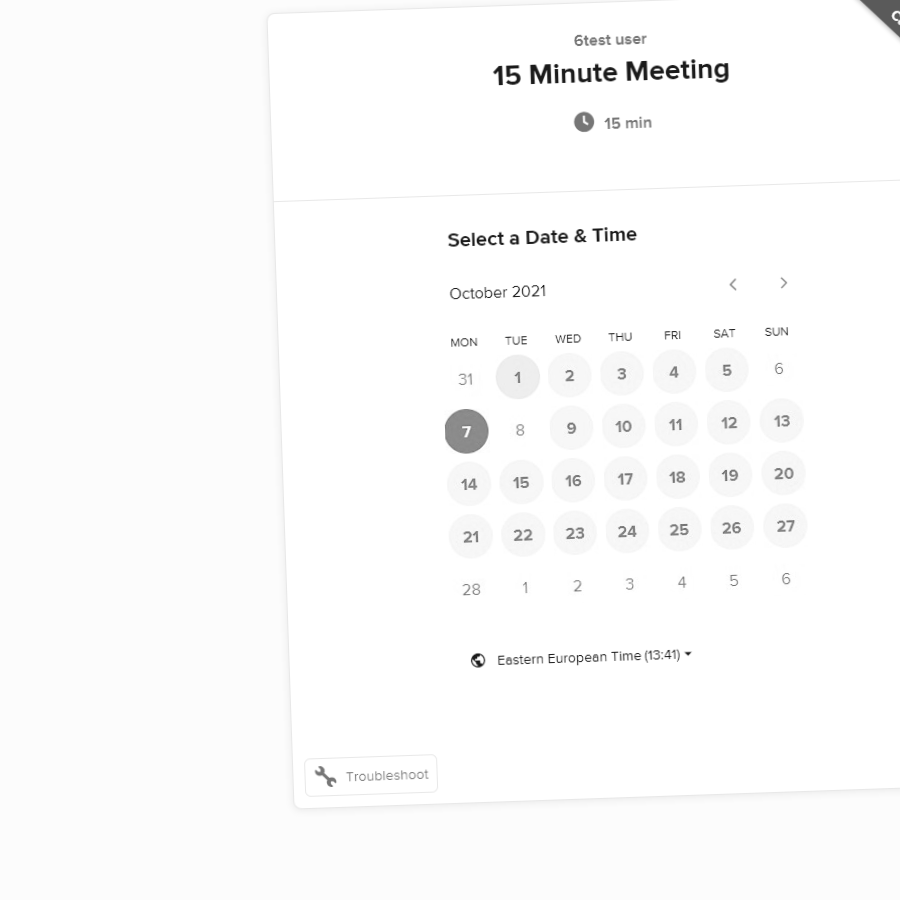 6test user
15 Minute Meeting
15 min
Select a Date & Time
October 2021
MON TUE WED THU FRI SAT SUN
31 1 2 3 4 5 6
7 8 9 10 11 12 13
14 15 16 17 18 19 20
21 22 23 24 25 26 27
28 1 2 3 4 5 6
Eastern European Time (13:41)
Troubleshoot